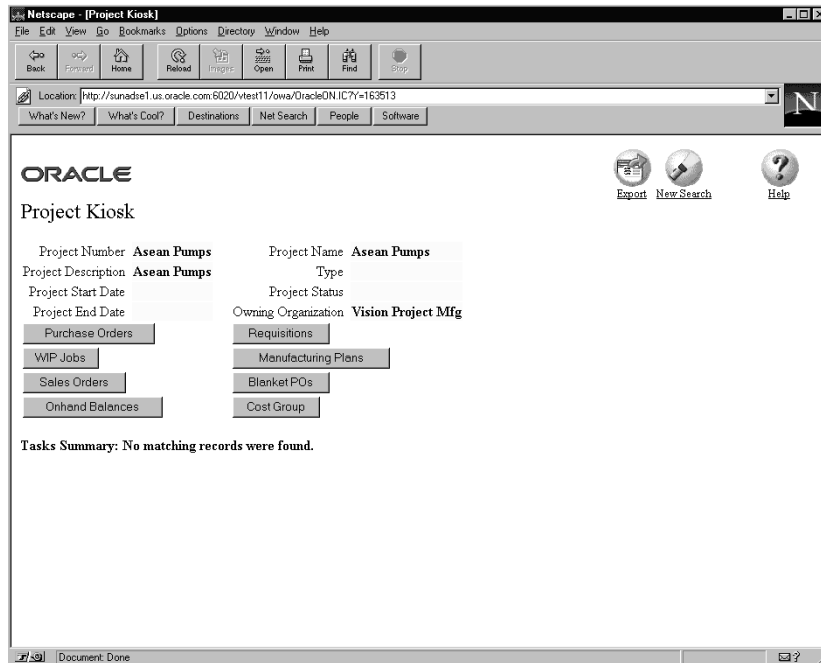 Netscape - [Project Kiosk]
File Edit View Go Bookmarks Options Directory Window Help
Back Forward Home Reload Images Open Print Find Stop
Location: http://sunadse1.us.oracle.com:6020/vtest11/owa/OracleON.IC?Y=163513
What's New? What's Cool? Destinations Net Search People Software
N
ORACLE
Export New Search Help
Project Kiosk
Project Number Asean Pumps Project Name Asean Pumps
Project Description Asean Pumps Type
Project Start Date Project Status
Project End Date Owning Organization Vision Project Mfg
Purchase Orders Requisitions
WIP Jobs Manufacturing Plans
Sales Orders Blanket POs
Onhand Balances Cost Group
Tasks Summary: No matching records were found.
Document: Done